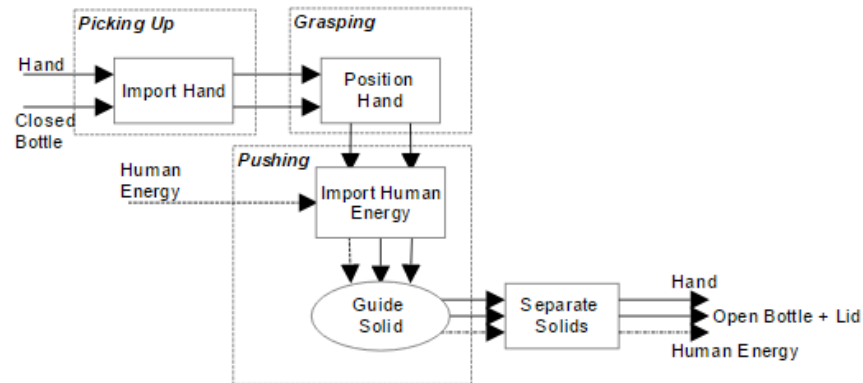 Picking Up
Grasping
Hand
Import Hand
Position
Hand
Closed
Bottle
Pushing
Human
Energy
Import Human
Energy
Guide
Solid
Separate
Solids
Hand
Open Bottle + Lid
Human Energy